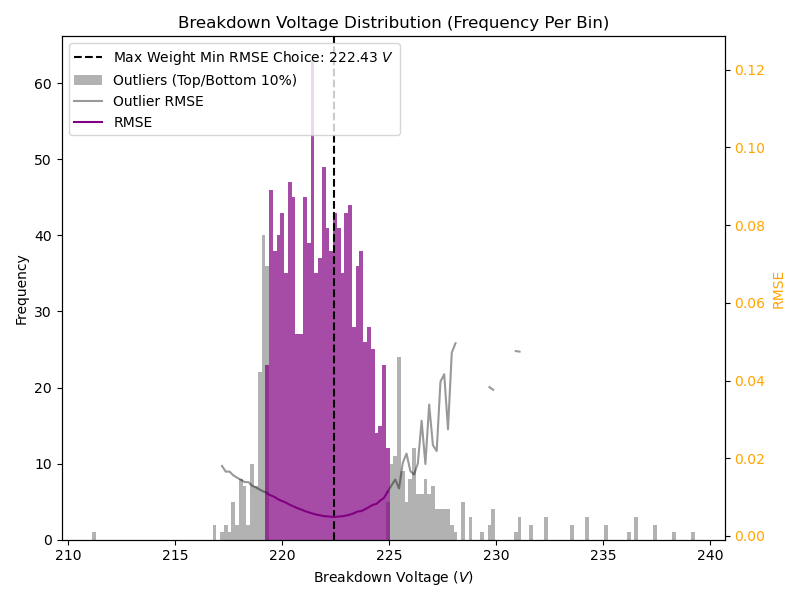 Breakdown Voltage Distribution (Frequency Per Bin)
Max Weight Min RMSE Choice: 222.43 V
Outliers (Top/Bottom 10%)
Outlier RMSE
RMSE
Frequency
60
50
40
30
20
10
0
0.12
0.10
0.08
0.06
0.04
0.02
0.00
RMSE
210 215 220 225 230 235 240
Breakdown Voltage (V)